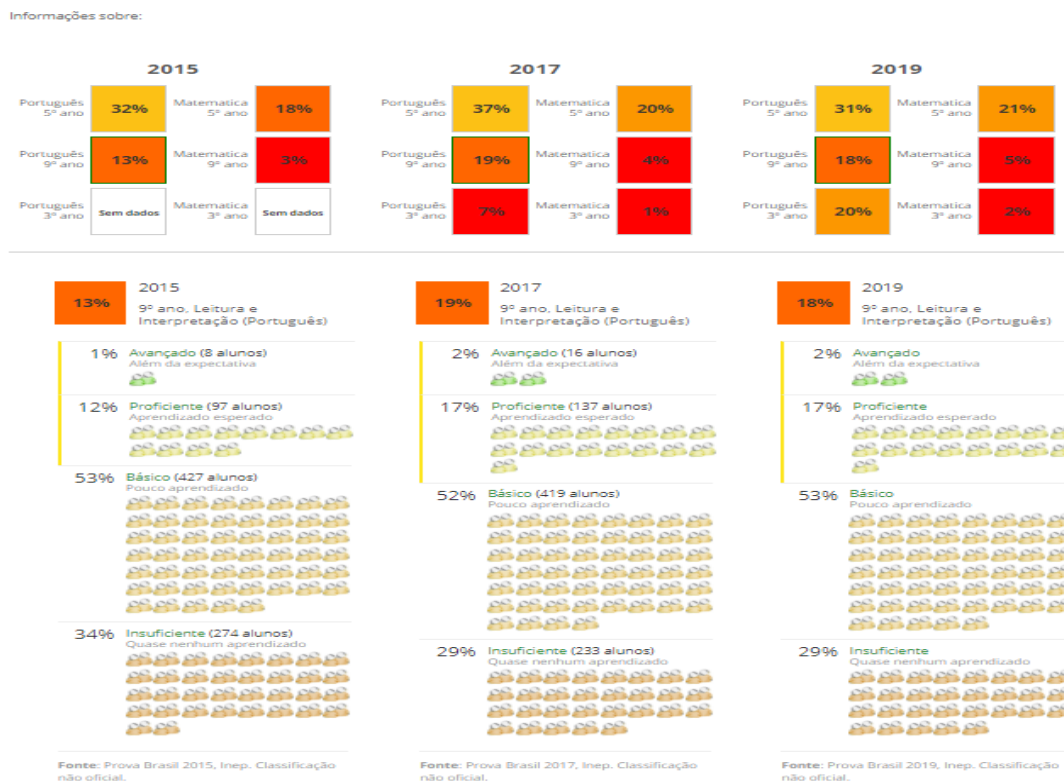 Informações sobre:
2015
Português
5º ano
32%
Matematica
5º ano
18%
Português
9º ano
13%
Matematica
9º ano
3%
Português
3º ano
Sem dados
Matematica
3º ano
Sem dados
2017
Português
5º ano
37%
Matematica
5º ano
20%
Português
9º ano
19%
Matematica
9º ano
4%
Português
3º ano
7%
Matematica
3º ano
1%
2019
Português
5º ano
31%
Matematica
5º ano
21%
Português
9º ano
18%
Matematica
9º ano
5%
Português
3º ano
20%
Matematica
3º ano
2%
13%
2015
9º ano, Leitura e
Interpretação (Português)
1% Avançado (8 alunos)
Além da expectativa
12% Proficiente (97 alunos)
Aprendizado esperado
53% Básico (427 alunos)
Pouco aprendizado
34% Insuficiente (274 alunos)
Quase nenhum aprendizado
Fonte: Prova Brasil 2015, Inep. Classificação
não oficial.
19%
2017
9º ano, Leitura e
Interpretação (Português)
2% Avançado (16 alunos)
Além da expectativa
17% Proficiente (137 alunos)
Aprendizado esperado
52% Básico (419 alunos)
Pouco aprendizado
29% Insuficiente (233 alunos)
Quase nenhum aprendizado
Fonte: Prova Brasil 2017, Inep. Classificação
não oficial.
18%
2019
9º ano, Leitura e
Interpretação (Português)
2% Avançado
Além da expectativa
17% Proficiente
Aprendizado esperado
53% Básico
Pouco aprendizado
29% Insuficiente
Quase nenhum aprendizado
Fonte: Prova Brasil 2019, Inep. Classificação
não oficial.